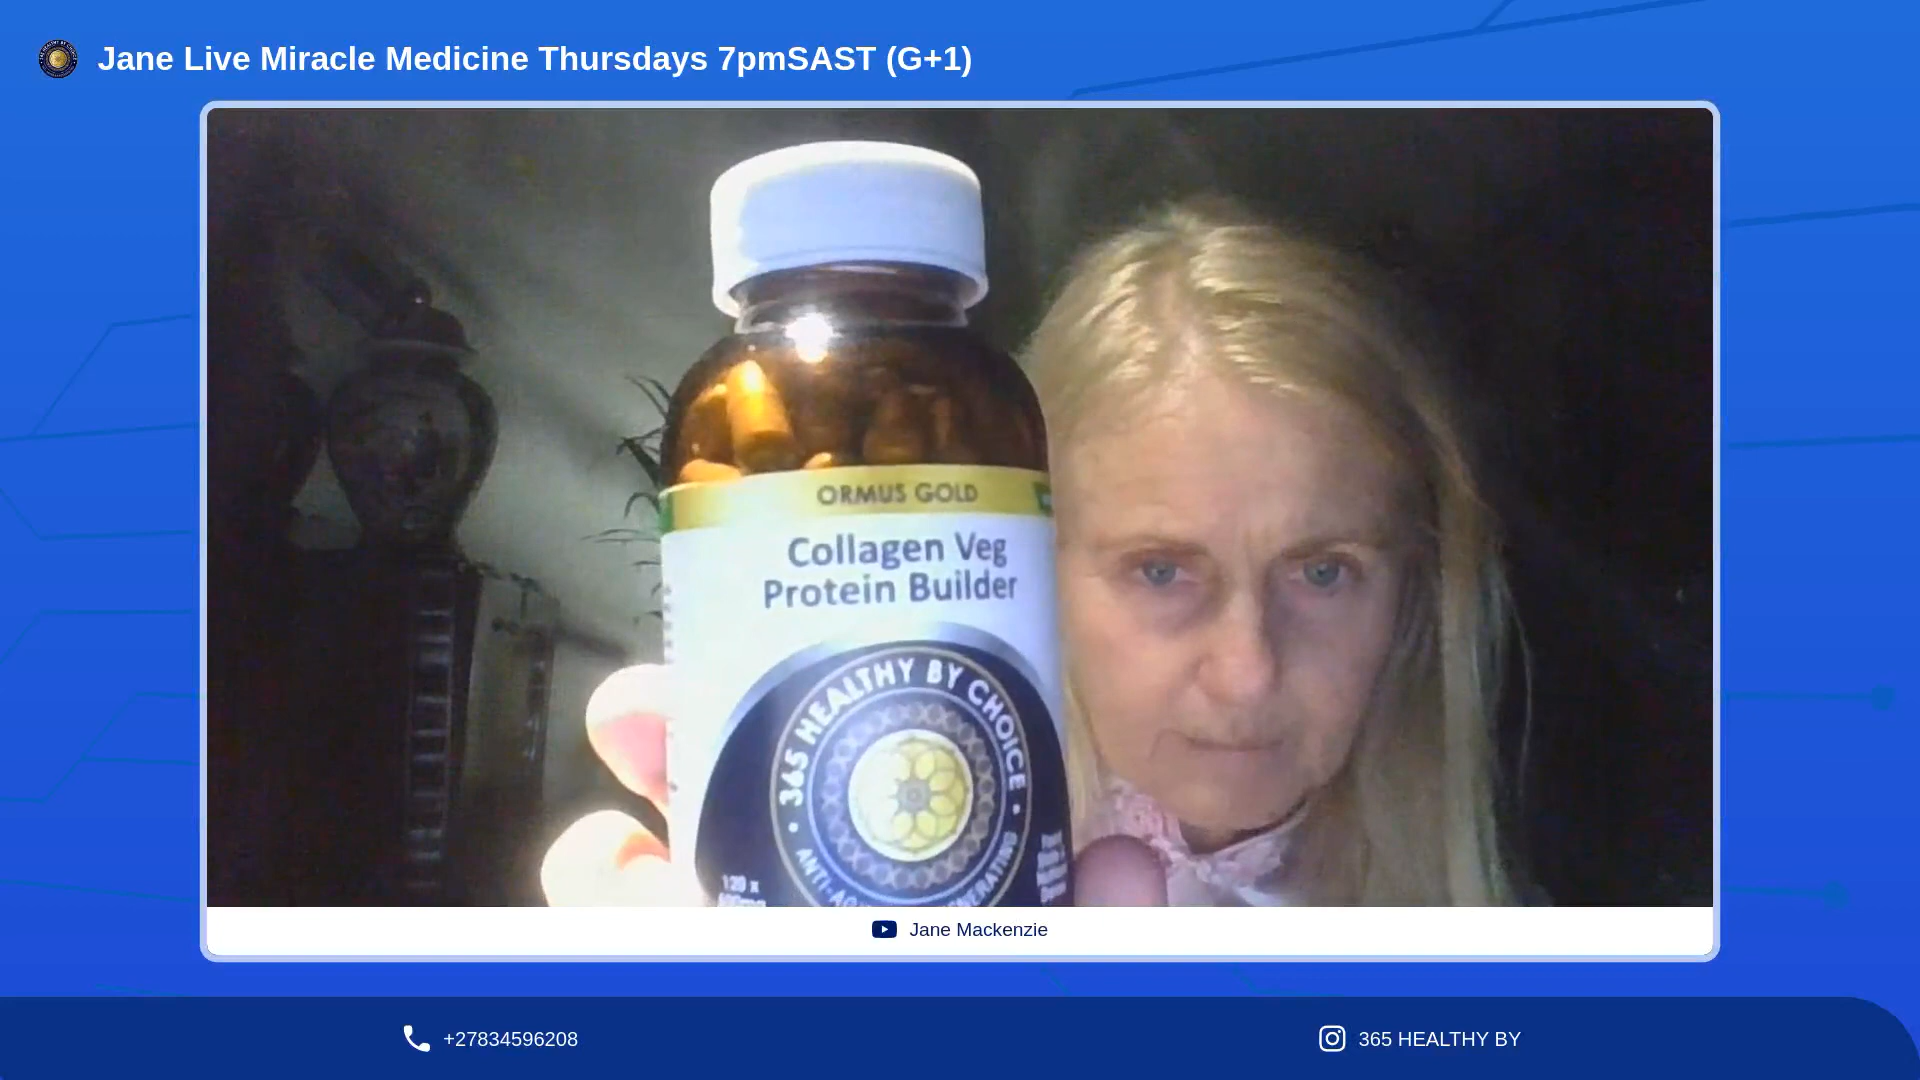 Jane Live Miracle Medicine Thursdays 7pmSAST (G+1)
ORMUS GOLD
Collagen Veg
Protein Builder
365 HEALTHY BY CHOICE
120 x
Jane Mackenzie
+27834596208
365 HEALTHY BY